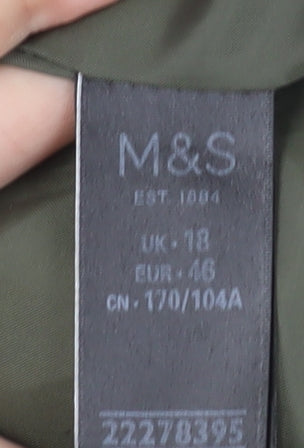 M&S
EST. 1884
UK · 18
EUR · 46
CN · 170/104A
22278395